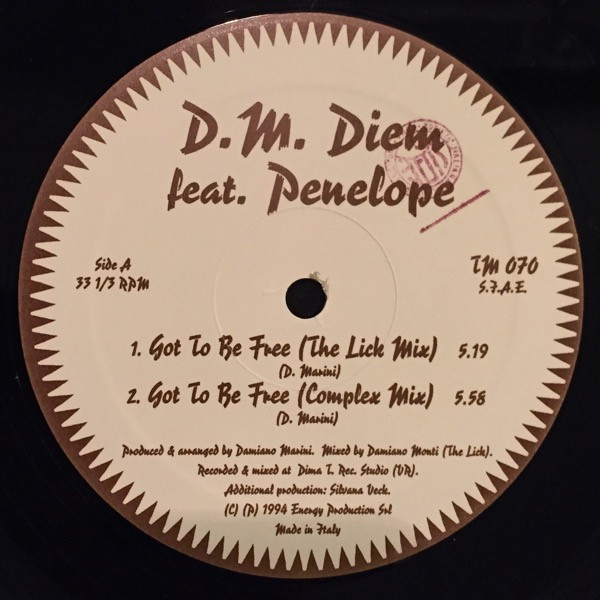 D.M. Diem
feat. Penelope
Side A
33 1/3 RPM
TM 070
S.F.A.E.
1. Got To Be Free (The Lick Mix) 5.19
(D. Marini)
2. Got To Be Free (Complex Mix) 5.58
(D. Marini)
Produced & arranged by Damiano Marini. Mixed by Damiano Monti (The Lick).
Recorded & mixed at Dima T. Rec. Studio (VR).
Additional production: Silvana Veck.
(C) (P) 1994 Energy Production Srl
Made in Italy